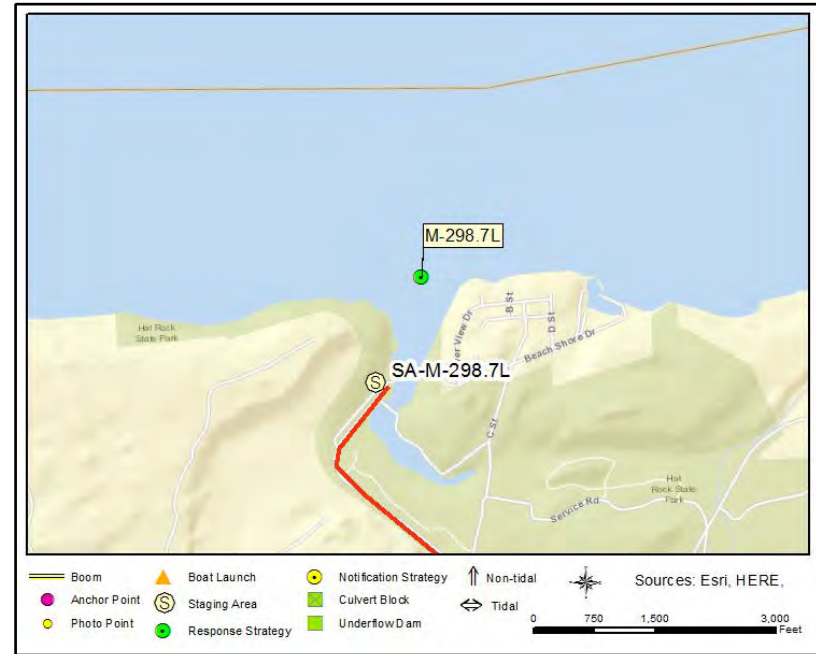 M-298.7L
Hat Rock
State Park
B St
D St
Beach Shore Dr
SA-M-298.7L
S
C St
Hat
Rock State
Park
Service Rd
Boom
Boat Launch
Notification Strategy
Non-tidal
Sources: Esri, HERE,
Anchor Point
S
Staging Area
Culvert Block
Tidal
Photo Point
Response Strategy
Underflow Dam
0 750 1,500 3,000
Feet